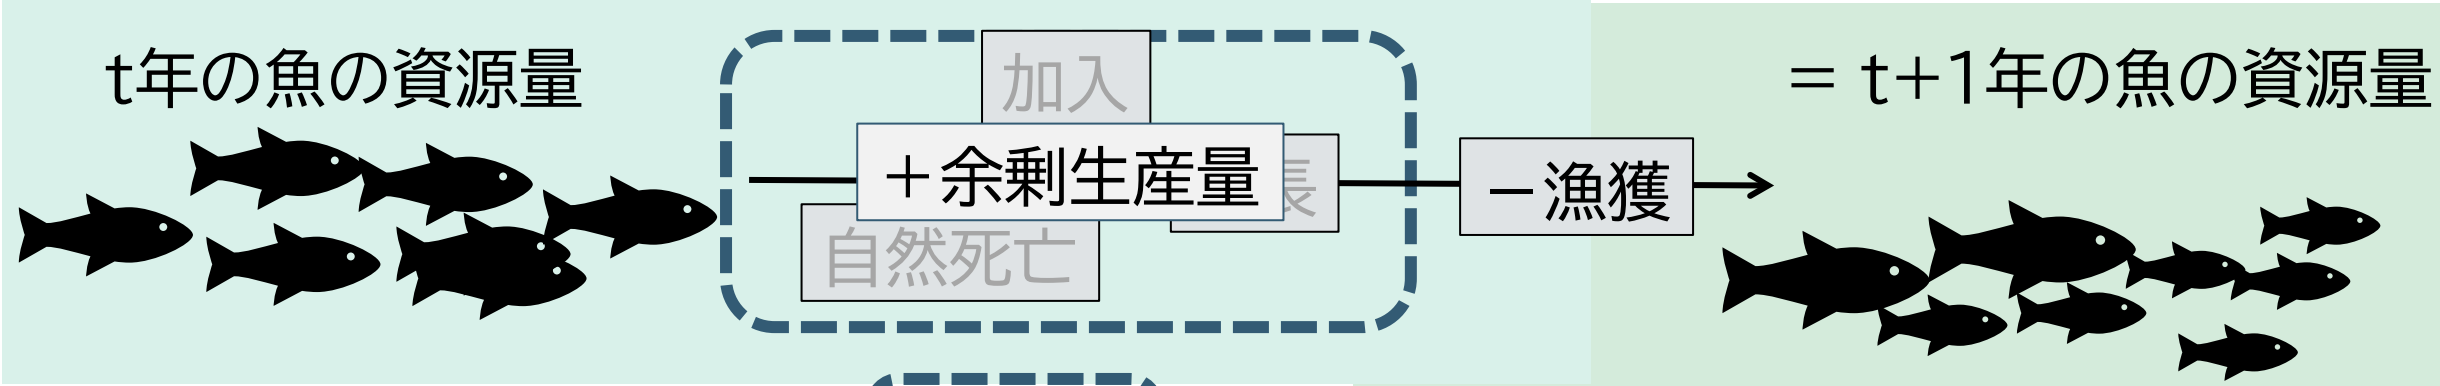 t年の魚の資源量
加入
+余剰生産量
長
自然死亡
−漁獲
= t+1年の魚の資源量